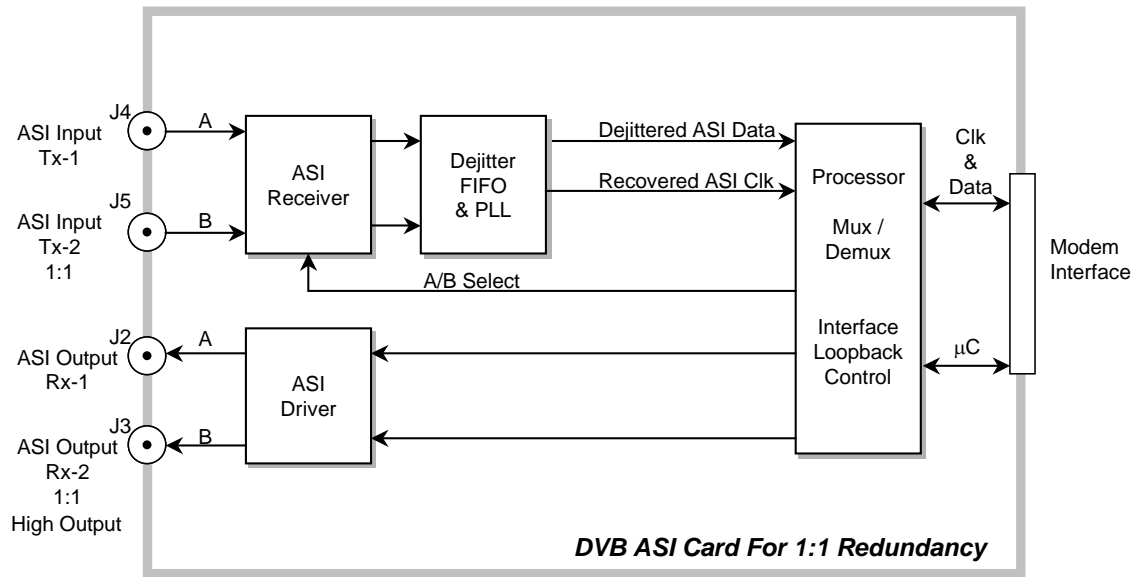 J4
ASI Input
Tx-1
A
J5
ASI Input
Tx-2
1:1
B
ASI
Receiver
Dejitter
FIFO
& PLL
Dejittered ASI Data
Recovered ASI Clk
A/B Select
Processor
Mux /
Demux
Interface
Loopback
Control
Clk
&
Data
μC
Modem
Interface
J2
ASI Output
Rx-1
A
J3
ASI Output
Rx-2
1:1
High Output
B
ASI
Driver
DVB ASI Card For 1:1 Redundancy